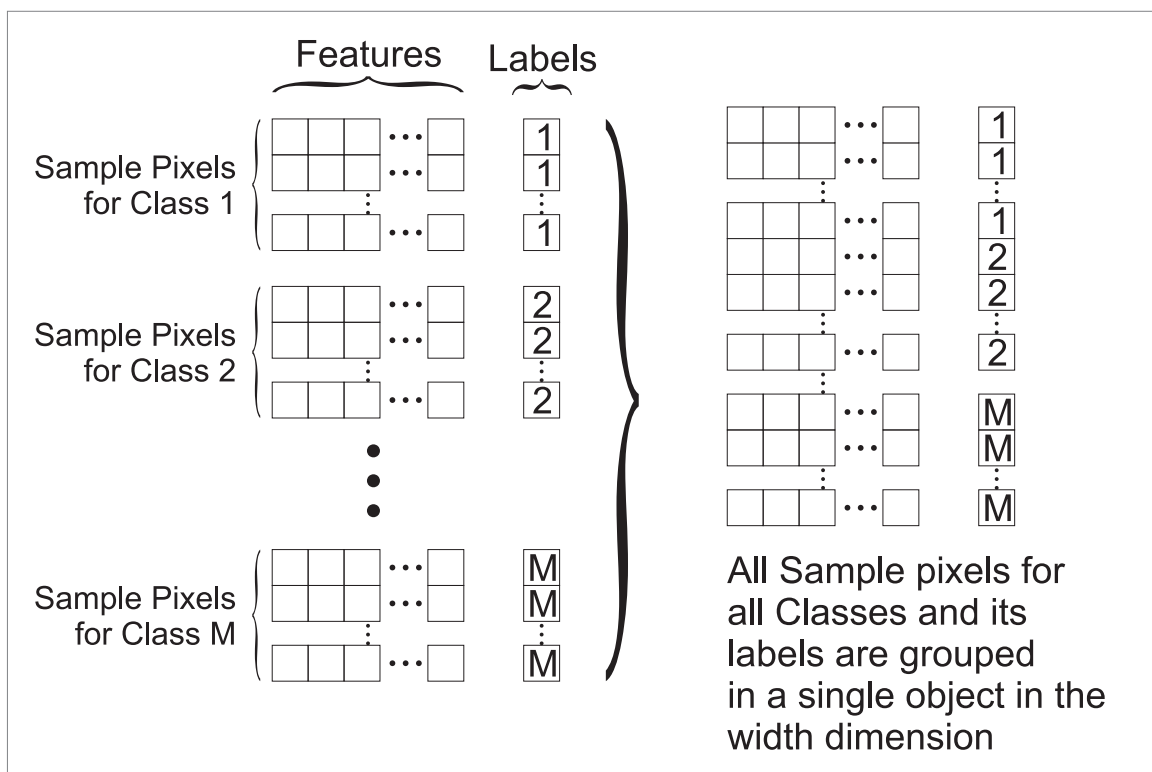 Features
Labels
Sample Pixels
for Class 1
1
1
1
Sample Pixels
for Class 2
2
2
2
Sample Pixels
for Class M
M
M
M
1
1
1
2
2
2
M
M
M
All Sample pixels for
all Classes and its
labels are grouped
in a single object in the
width dimension